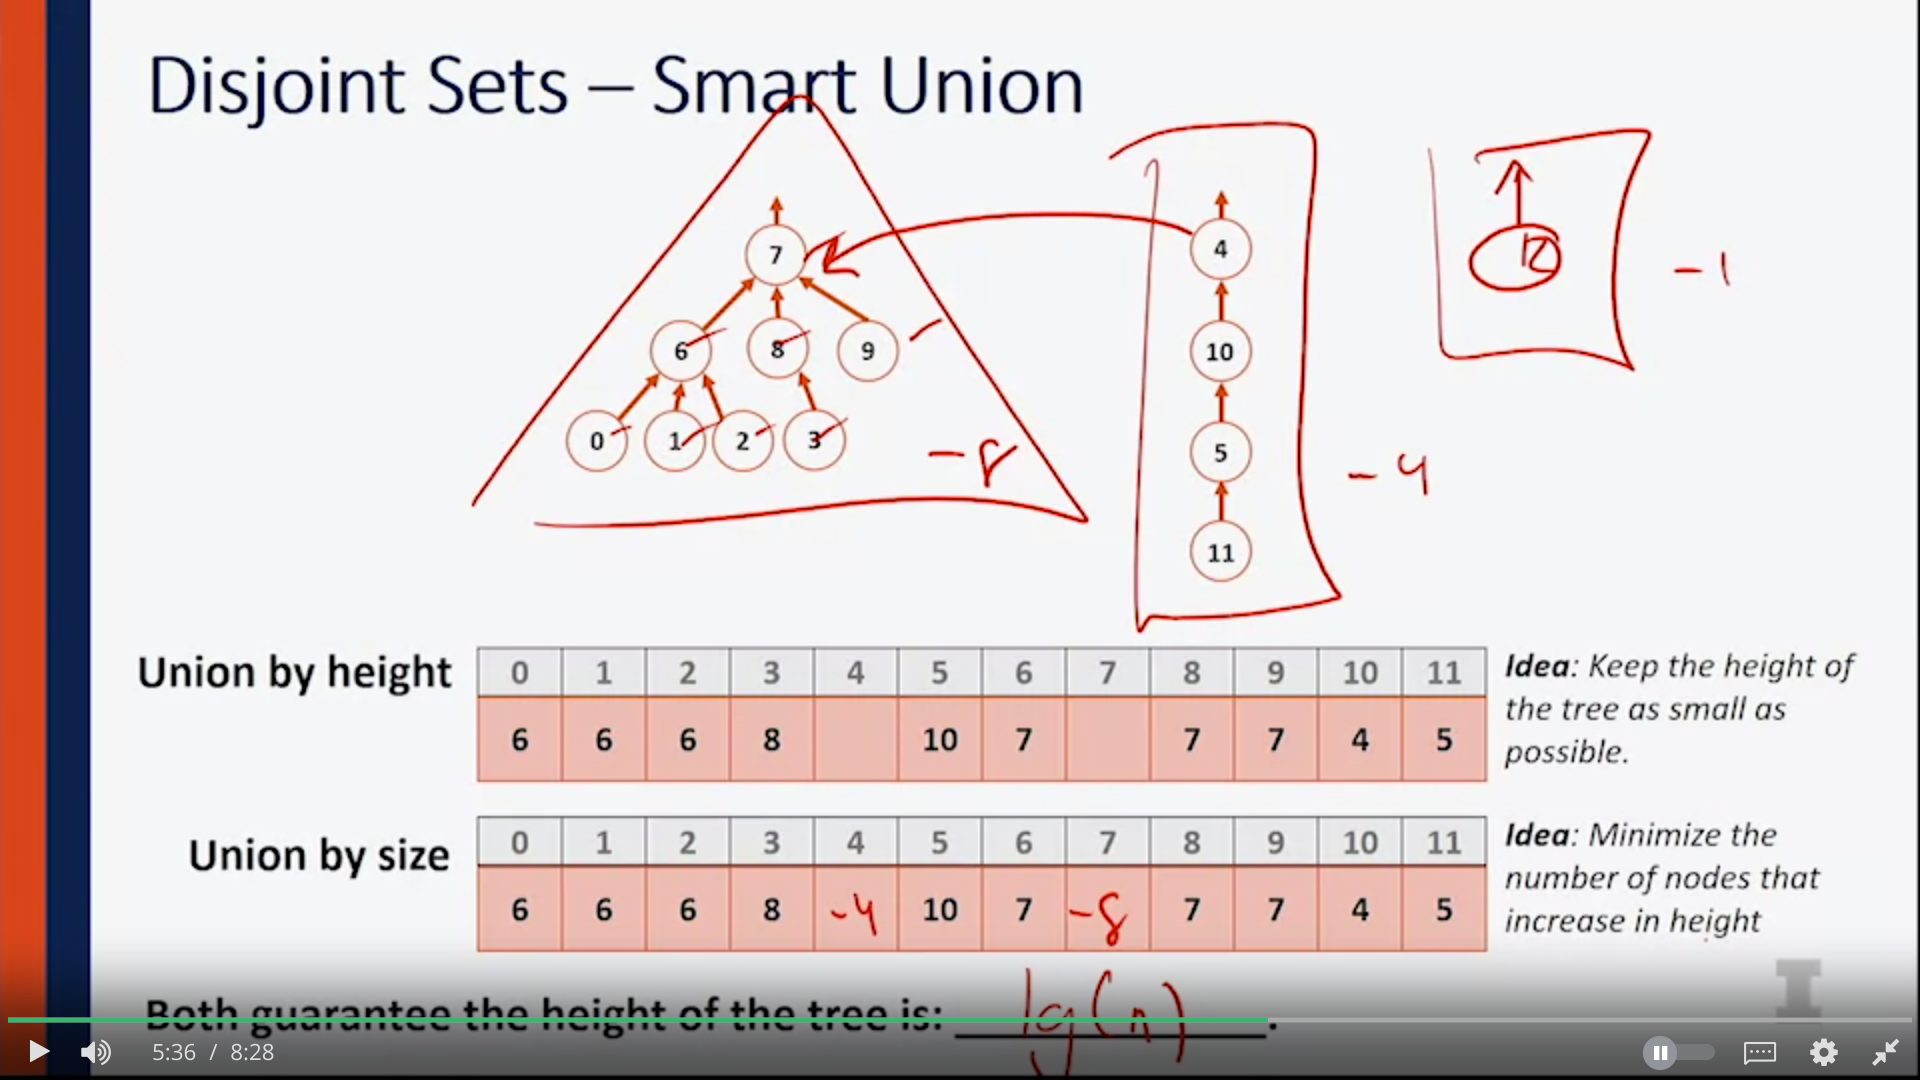 Disjoint Sets – Smart Union
7
6 8 9
0 1 2 3
-8
4
10
5
11
-4
12
-1
Union by height
0 1 2 3 4 5 6 7 8 9 10 11
6 6 6 8 10 7 7 7 4 5
Idea: Keep the height of
the tree as small as
possible.
Union by size
0 1 2 3 4 5 6 7 8 9 10 11
6 6 6 8 -4 10 7 -8 7 7 4 5
Idea: Minimize the
number of nodes that
increase in height
Both guarantee the height of the tree is: lg(n).
I
5:36 / 8:28